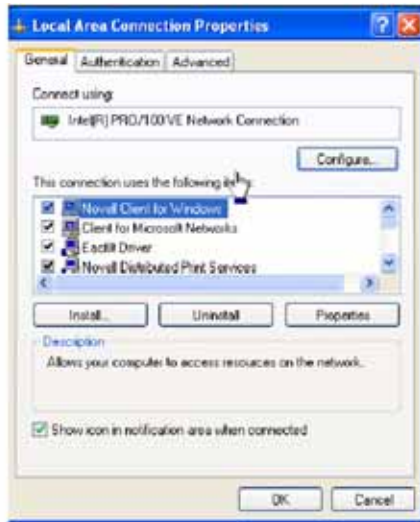 Local Area Connection Properties
General Authentication Advanced
Connect using:
Intel(R) PRO/100 VE Network Connection
Configure...
This connection uses the following
Novell Client for Windows
Client for Microsoft Networks
Driver
Novell Distributed Print Services
Install... Uninstall Properties
Description
Allows your computer to access resources on the network.
Show icon in notification area when connected
OK Cancel